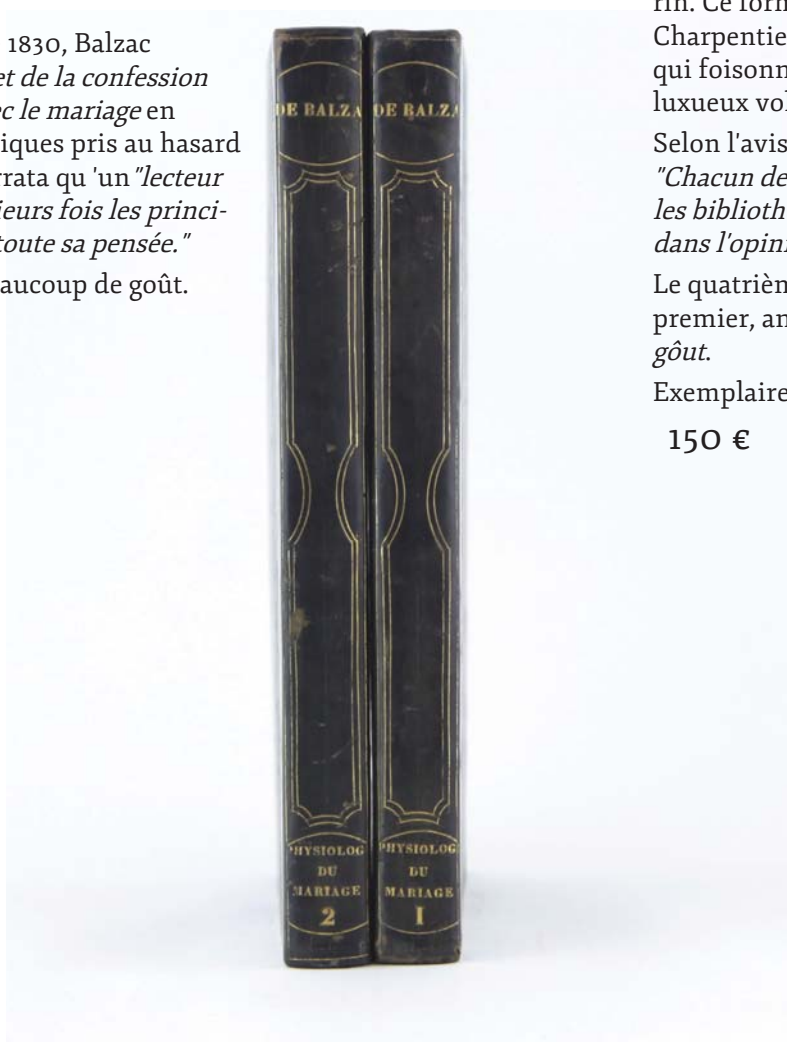 1830, Balzac
et de la confession
le mariage en
iques pris au hasard
rata qu 'un "lecteur
ieurs fois les princi-
toute sa pensée."
aucoup de goût.
DE BALZA
PHYSIOLOG
DU
MARIAGE
2
DE BALZA
PHYSIOLOG
DU
MARIAGE
I
rin. Ce form
Charpentie
qui foisonn
luxueux vol
Selon l'avis
"Chacun de
les biblioth
dans l'opini
Le quatrièn
premier, an
gôut.
Exemplaire
150 €